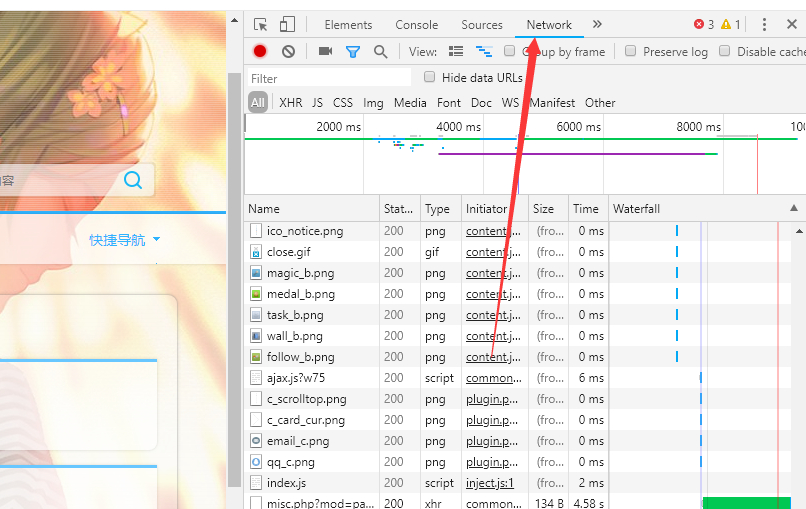 Elements Console Sources Network » 3 1
View: Group by frame Preserve log Disable cache
Filter Hide data URLs
All XHR JS CSS Img Media Font Doc WS Manifest Other
2000 ms 4000 ms 6000 ms 8000 ms 100
内容
快捷导航
Name Stat... Type Initiator Size Time Waterfall
ico_notice.png 200 png content.j... (fro... 0 ms
close.gif 200 gif content.j... (fro... 0 ms
magic_b.png 200 png content.j... (fro... 0 ms
medal_b.png 200 png content.j... (fro... 0 ms
task_b.png 200 png content.j... (fro... 0 ms
wall_b.png 200 png content.j... (fro... 0 ms
follow_b.png 200 png content.j... (fro... 0 ms
ajax.js?w75 200 script common... (fro... 6 ms
c_scrolltop.png 200 png plugin.p... (fro... 0 ms
c_card_cur.png 200 png plugin.p... (fro... 0 ms
email_c.png 200 png plugin.p... (fro... 0 ms
qq_c.png 200 png plugin.p... (fro... 0 ms
index.js 200 script inject.js:1 (fro... 2 ms
misc.php?mod=pa... 200 xhr common... 134 B 4.58 s